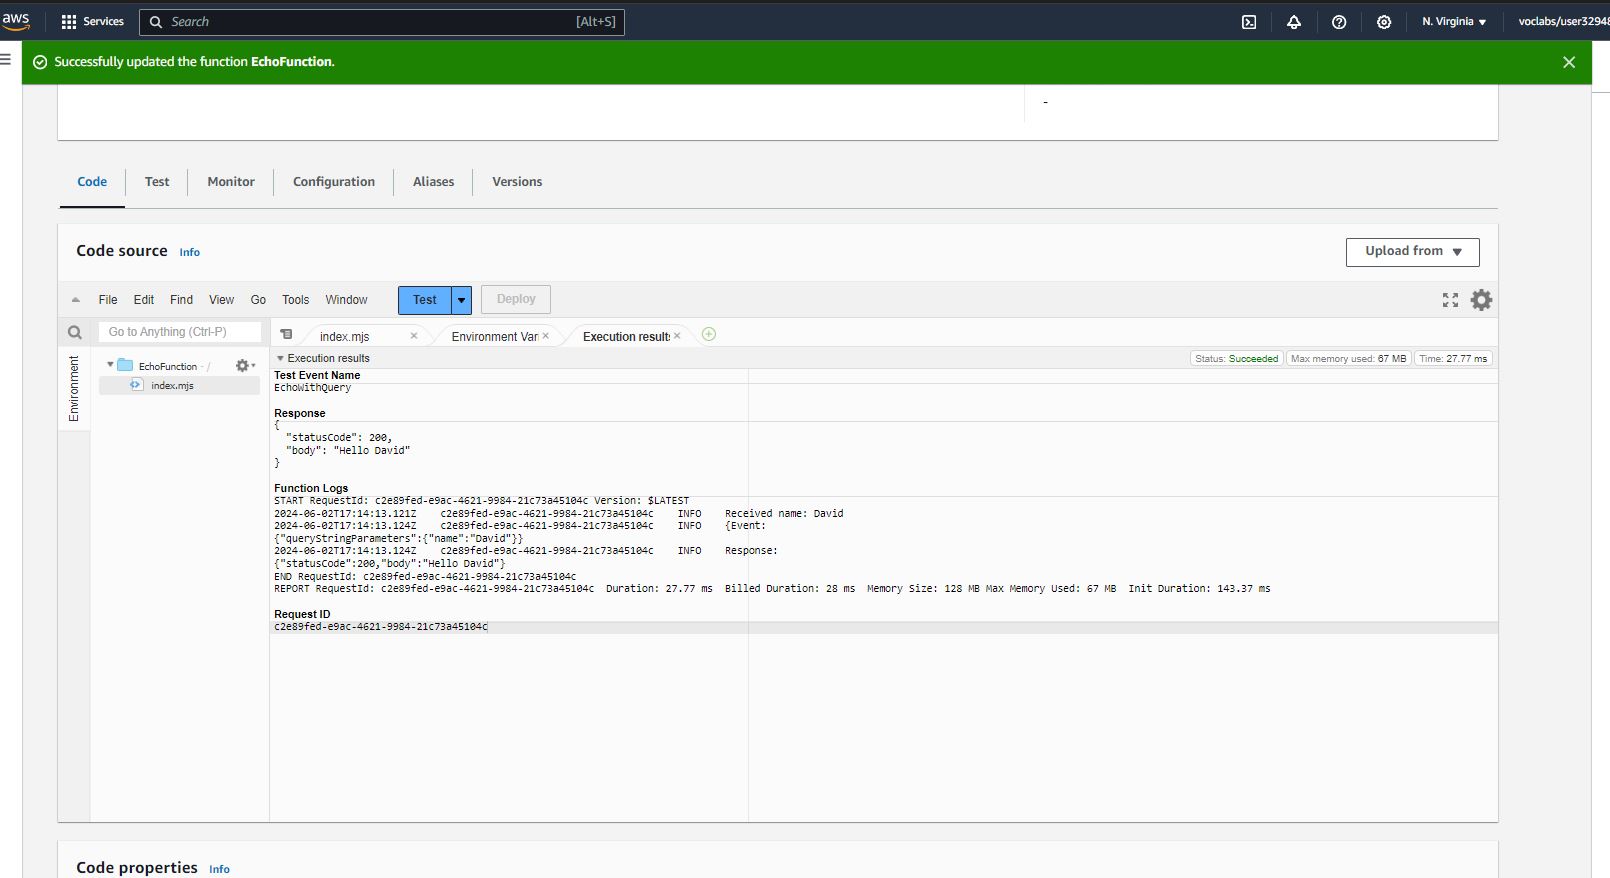 aws
Services
Search
[Alt+S]
N. Virginia
voclabs/user3294
Successfully updated the function EchoFunction.
-
Code
Test
Monitor
Configuration
Aliases
Versions
Code source
Info
Upload from
File
Edit
Find
View
Go
Tools
Window
Test
Deploy
Go to Anything (Ctrl-P)
index.mjs
Environment Var
Execution results
Environment
EchoFunction - /
index.mjs
Execution results
Status: Succeeded
Max memory used: 67 MB
Time: 27.77 ms
Test Event Name
EchoWithQuery
Response
{
"statusCode": 200,
"body": "Hello David"
}
Function Logs
START RequestId: c2e89fed-e9ac-4621-9984-21c73a45104c Version: $LATEST
2024-06-02T17:14:13.121Z c2e89fed-e9ac-4621-9984-21c73a45104c INFO Received name: David
2024-06-02T17:14:13.124Z c2e89fed-e9ac-4621-9984-21c73a45104c INFO {Event:
{"queryStringParameters":{"name":"David"}}
2024-06-02T17:14:13.124Z c2e89fed-e9ac-4621-9984-21c73a45104c INFO Response:
{"statusCode":200,"body":"Hello David"}
END RequestId: c2e89fed-e9ac-4621-9984-21c73a45104c
REPORT RequestId: c2e89fed-e9ac-4621-9984-21c73a45104c Duration: 27.77 ms Billed Duration: 28 ms Memory Size: 128 MB Max Memory Used: 67 MB Init Duration: 143.37 ms
Request ID
c2e89fed-e9ac-4621-9984-21c73a45104c
Code properties
Info